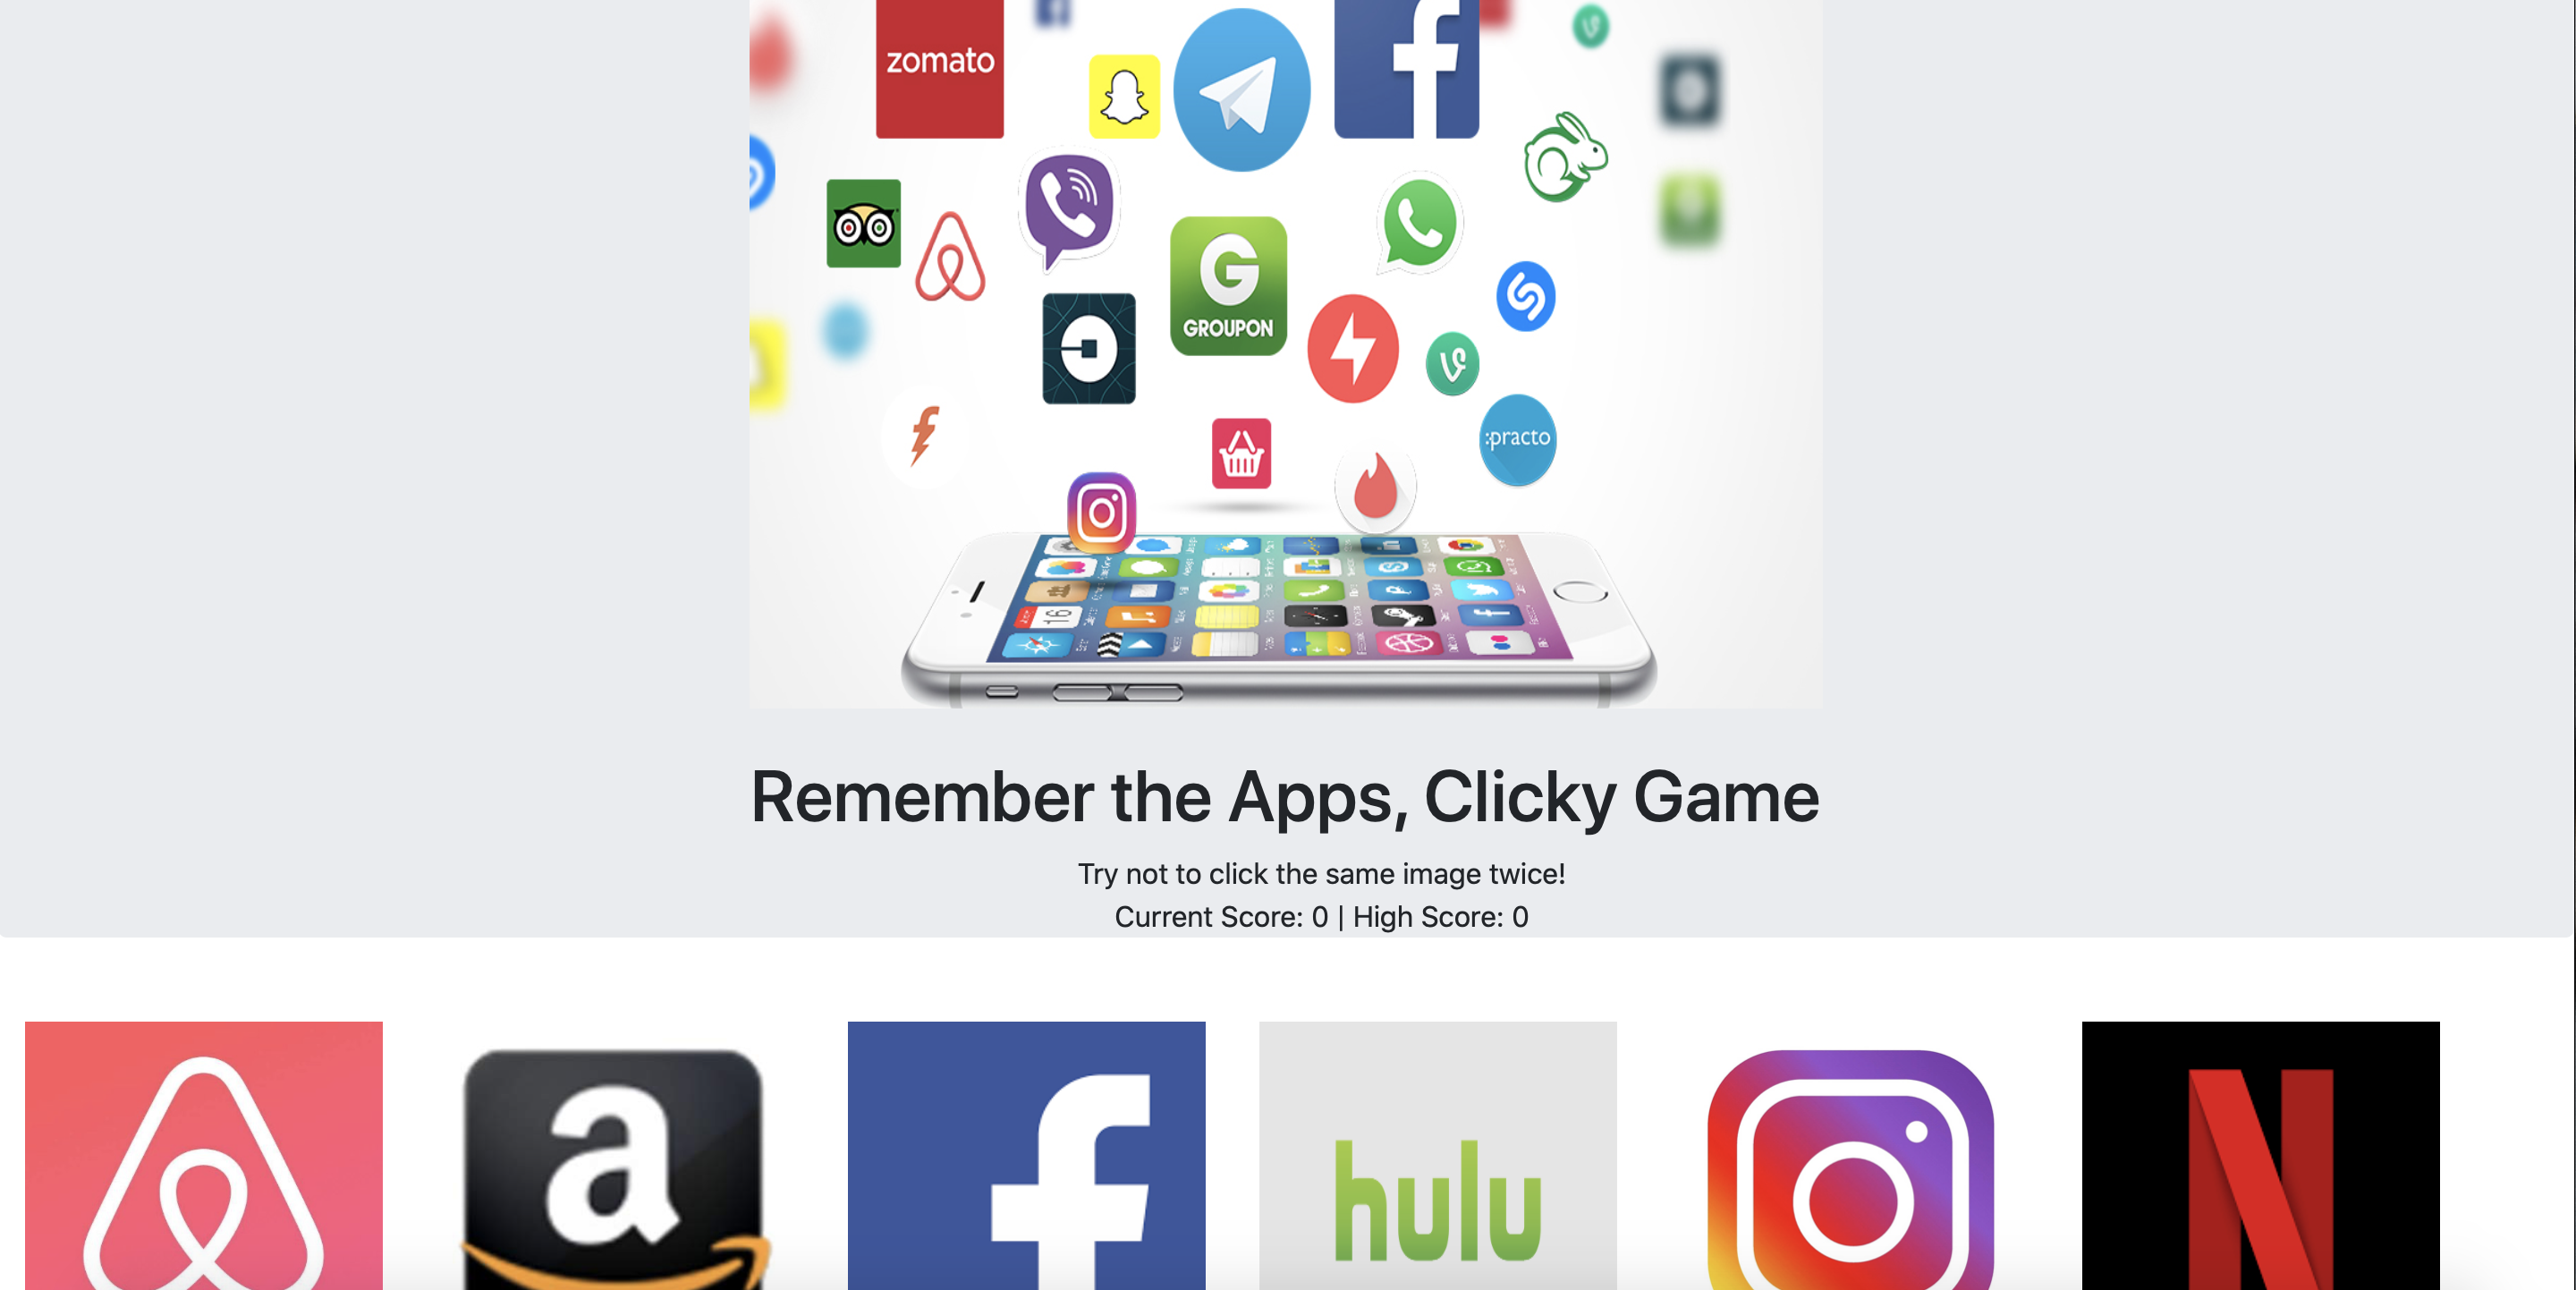 zomato
GROUPON
:practo
16
Remember the Apps, Clicky Game
Try not to click the same image twice!
Current Score: 0 | High Score: 0
a
hulu
N